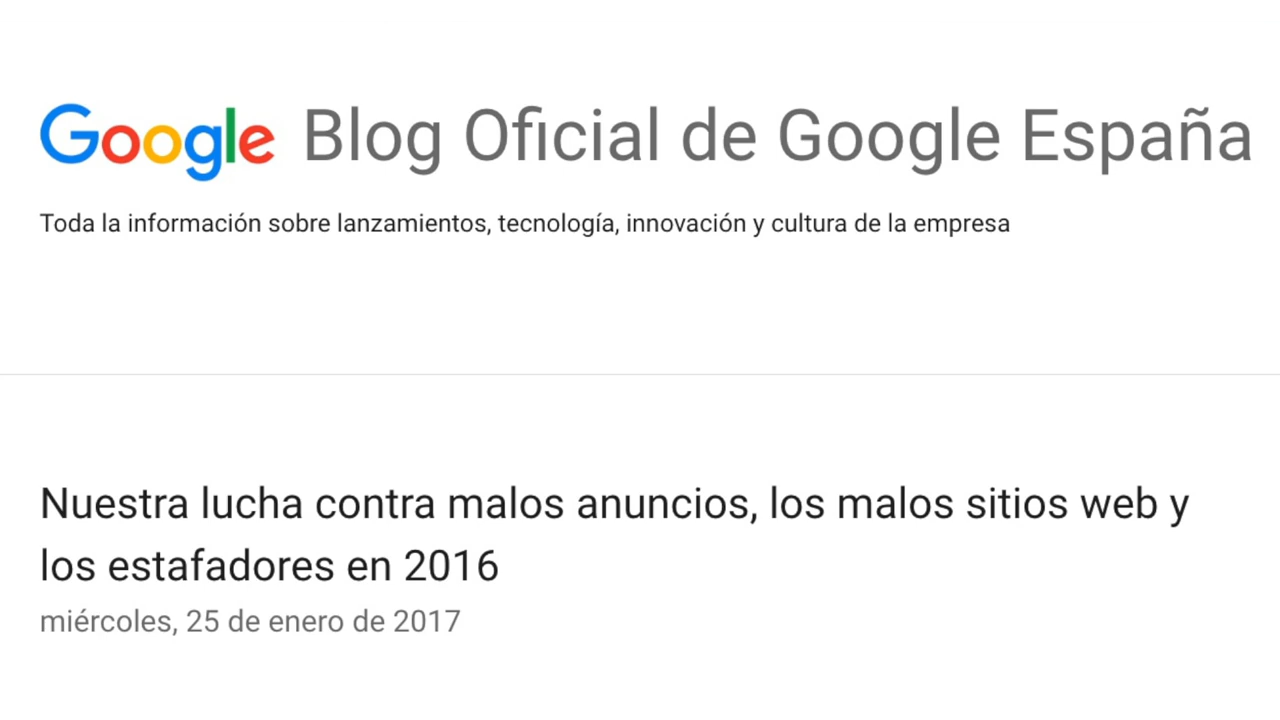 Google Blog Oficial de Google España
Toda la información sobre lanzamientos, tecnología, innovación y cultura de la empresa
Nuestra lucha contra malos anuncios, los malos sitios web y
los estafadores en 2016
miércoles, 25 de enero de 2017